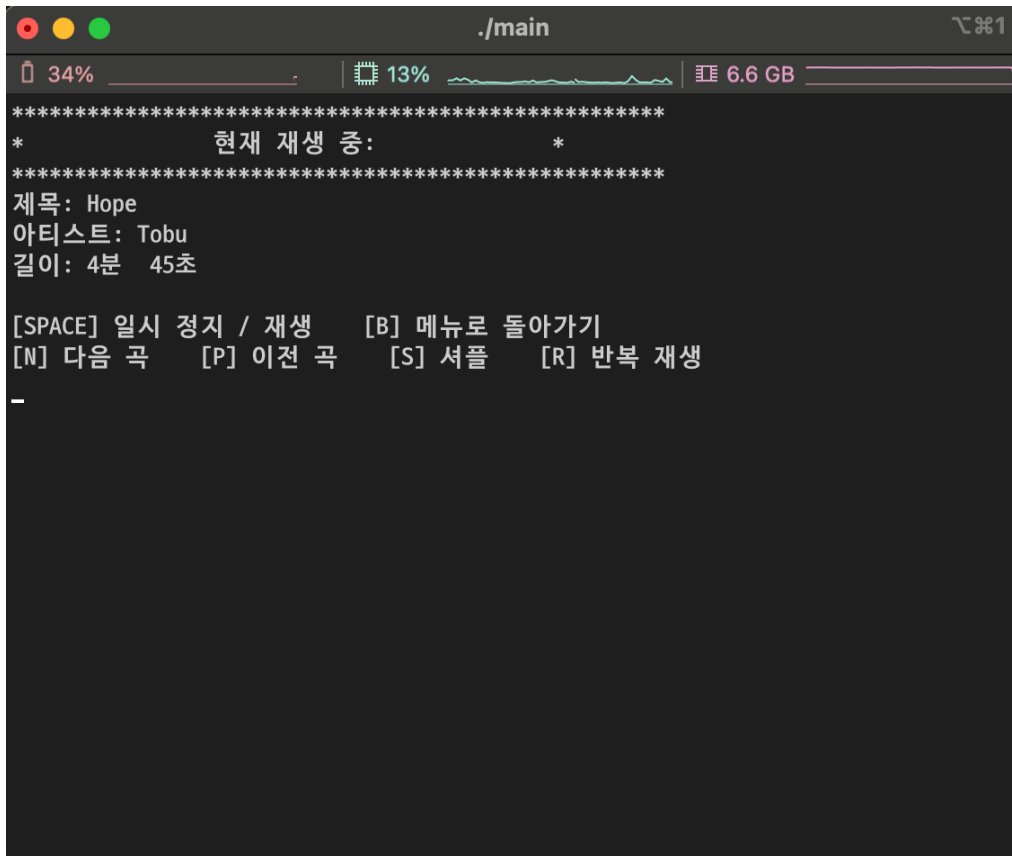 ./main ⌥⌘1
34% 13% 6.6 GB
****************************************************
* 현재 재생 중: *
****************************************************
제목: Hope
아티스트: Tobu
길이: 4분 45초
[SPACE] 일시 정지 / 재생 [B] 메뉴로 돌아가기
[N] 다음 곡 [P] 이전 곡 [S] 셔플 [R] 반복 재생